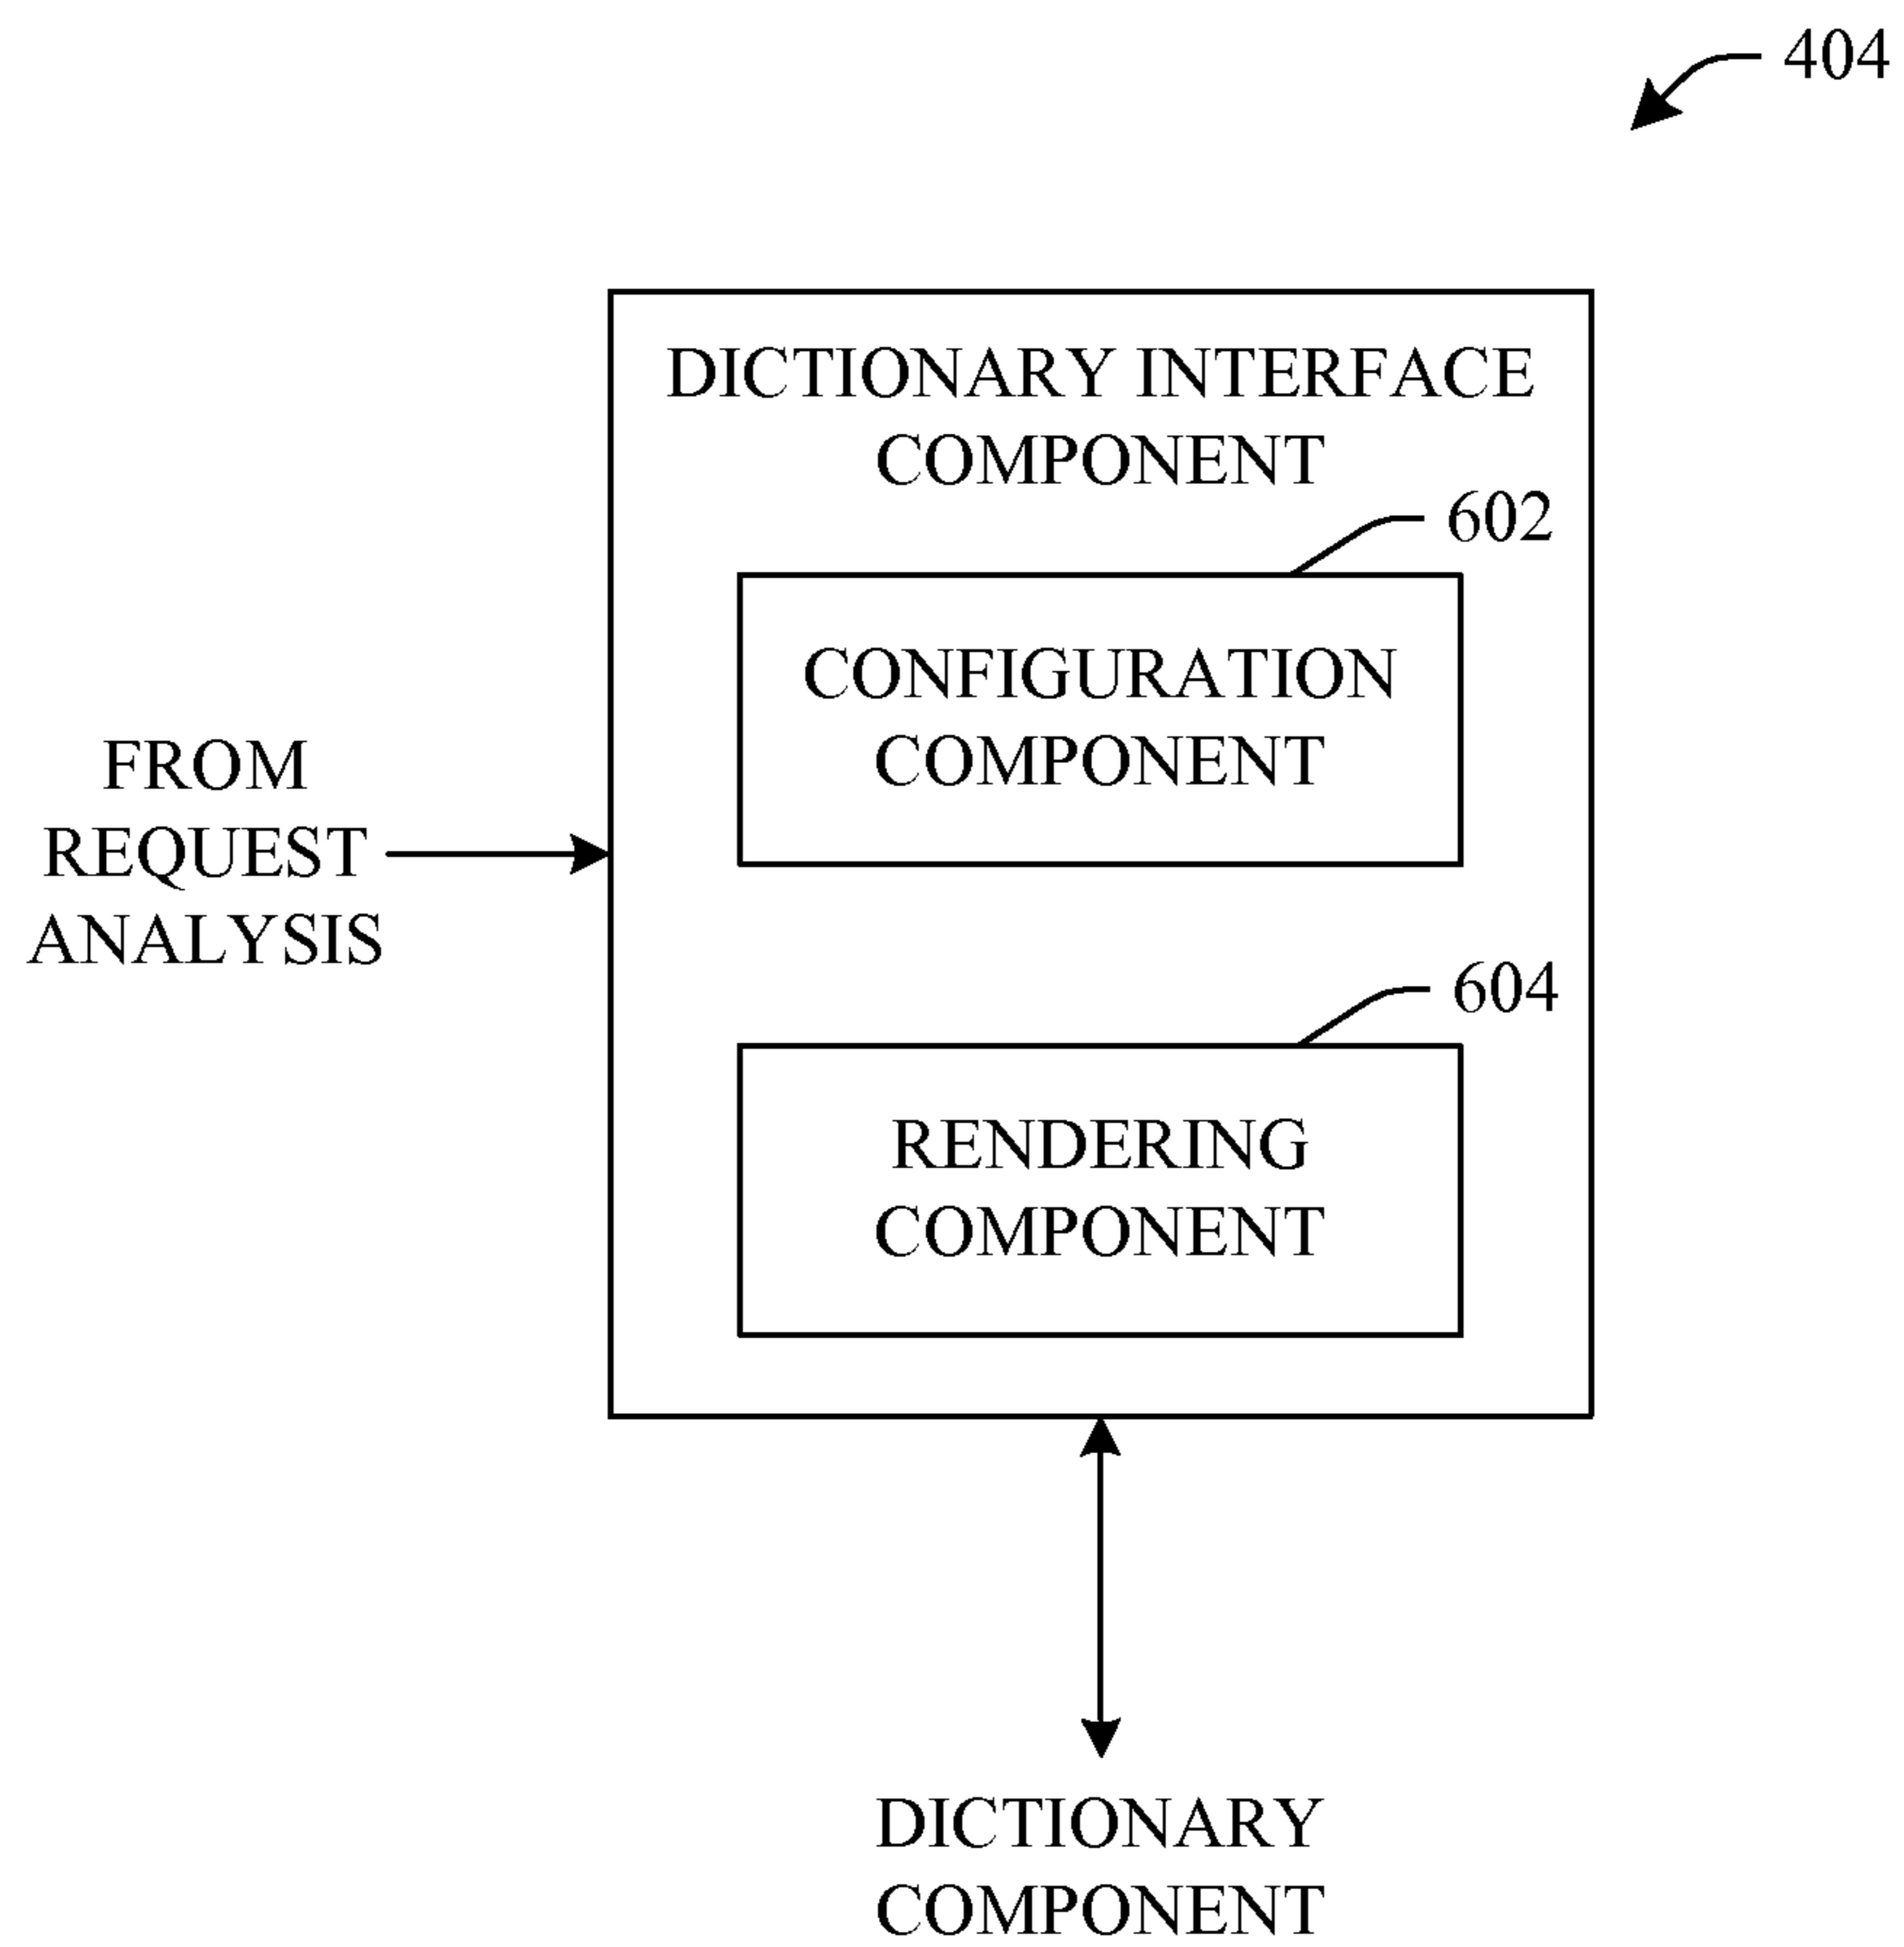 404
DICTIONARY INTERFACE
COMPONENT
602
CONFIGURATION
COMPONENT
FROM
REQUEST
ANALYSIS
604
RENDERING
COMPONENT
DICTIONARY
COMPONENT